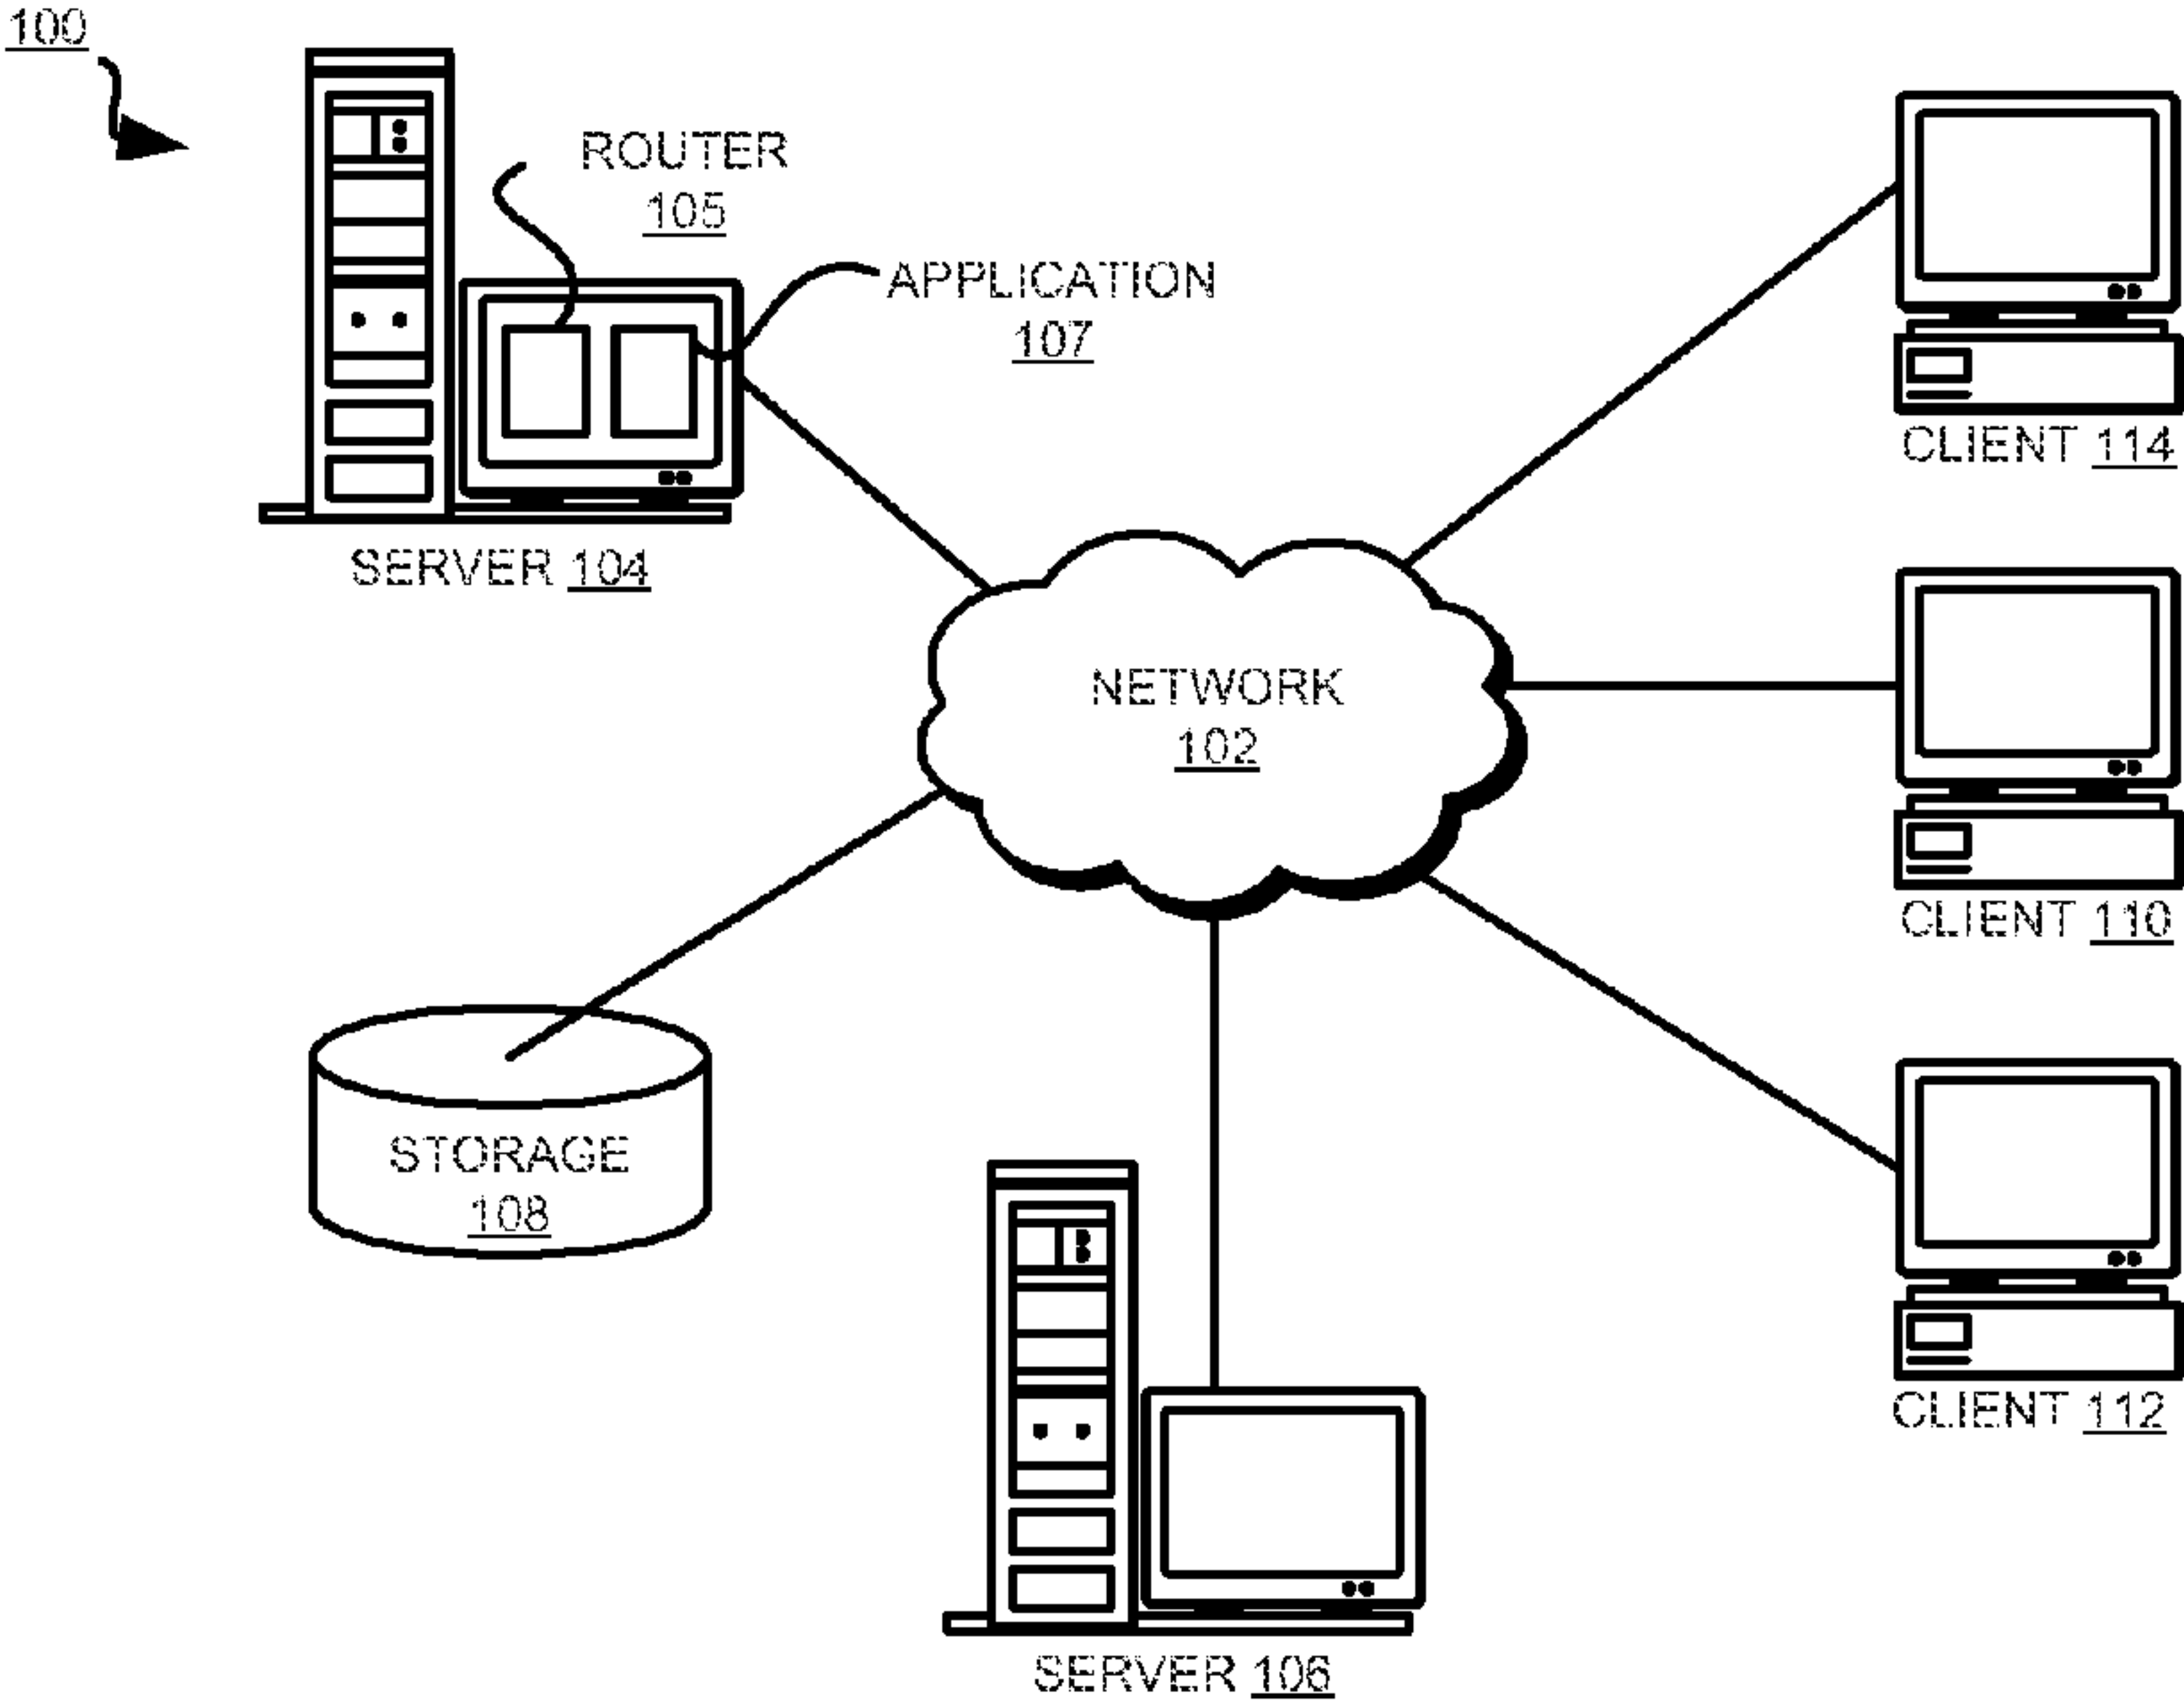 100
ROUTER
105
APPLICATION
107
SERVER 104
CLIENT 114
NETWORK
102
CLIENT 110
STORAGE
108
CLIENT 112
SERVER 106